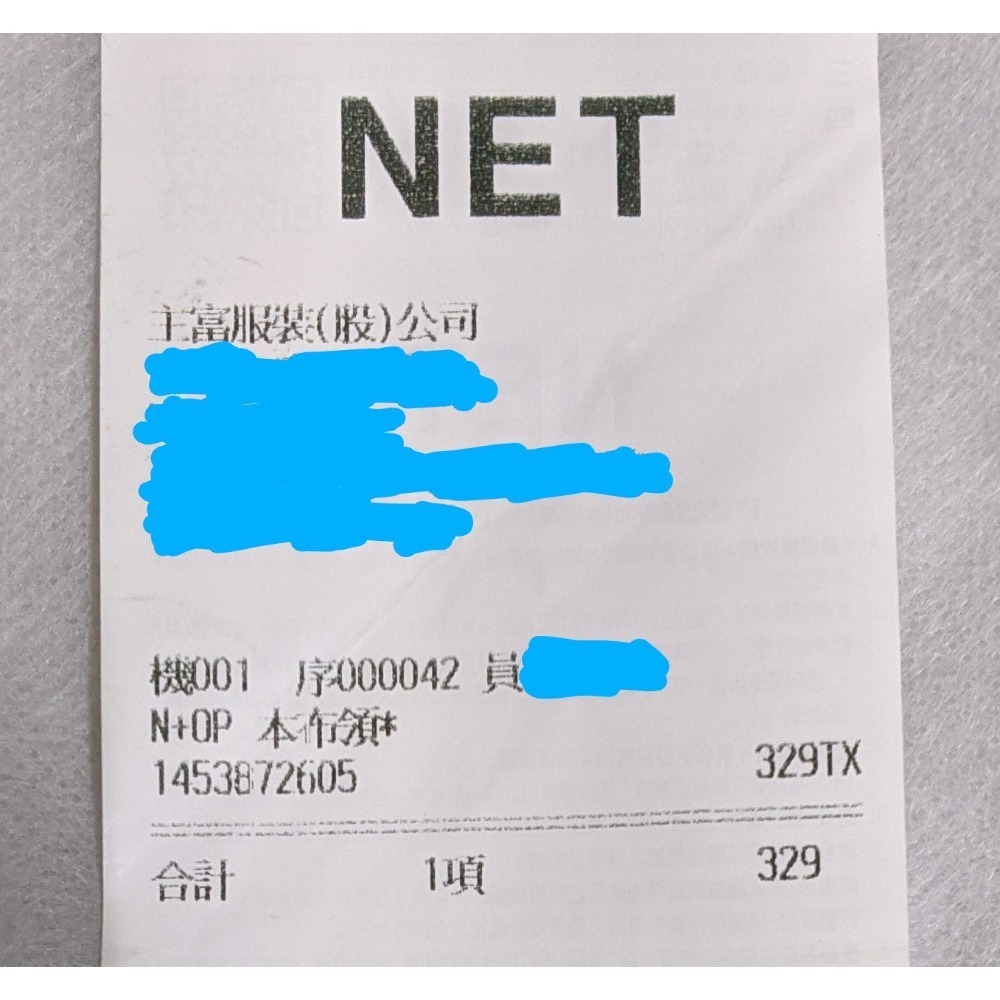 NET
主富服裝(股)公司
機001 序000042 員
N+OP 本布領*
1453872605 329TX
合計 1項 329